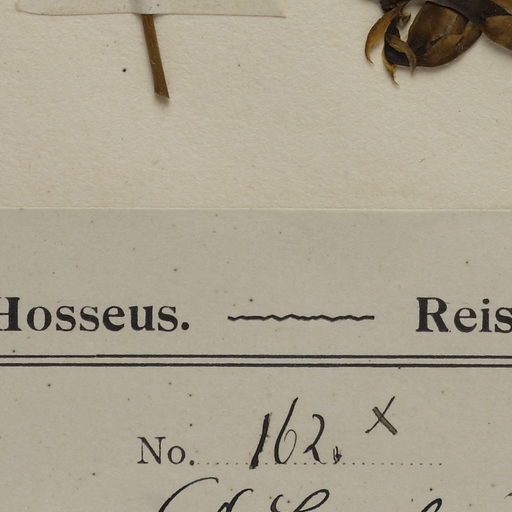 Hosseus. Reis
No. 162. x